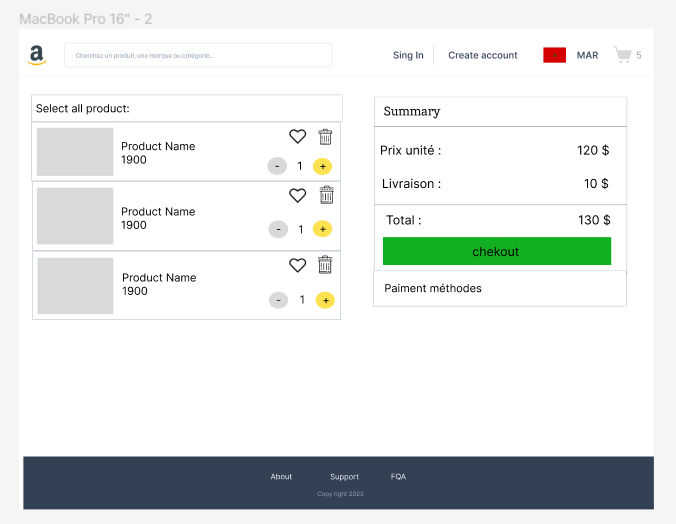 MacBook Pro 16" - 2
a
Cherchez un produit, une morque ou catégorie...
Sing In
Create account
MAR
5
Select all product:
Product Name
1900
- 1 +
Product Name
1900
- 1 +
Product Name
1900
- 1 +
Summary
Prix unité : 120 $
Livraison : 10 $
Total : 130 $
chekout
Paiment méthodes
About
Support
FQA
Copy right 2023